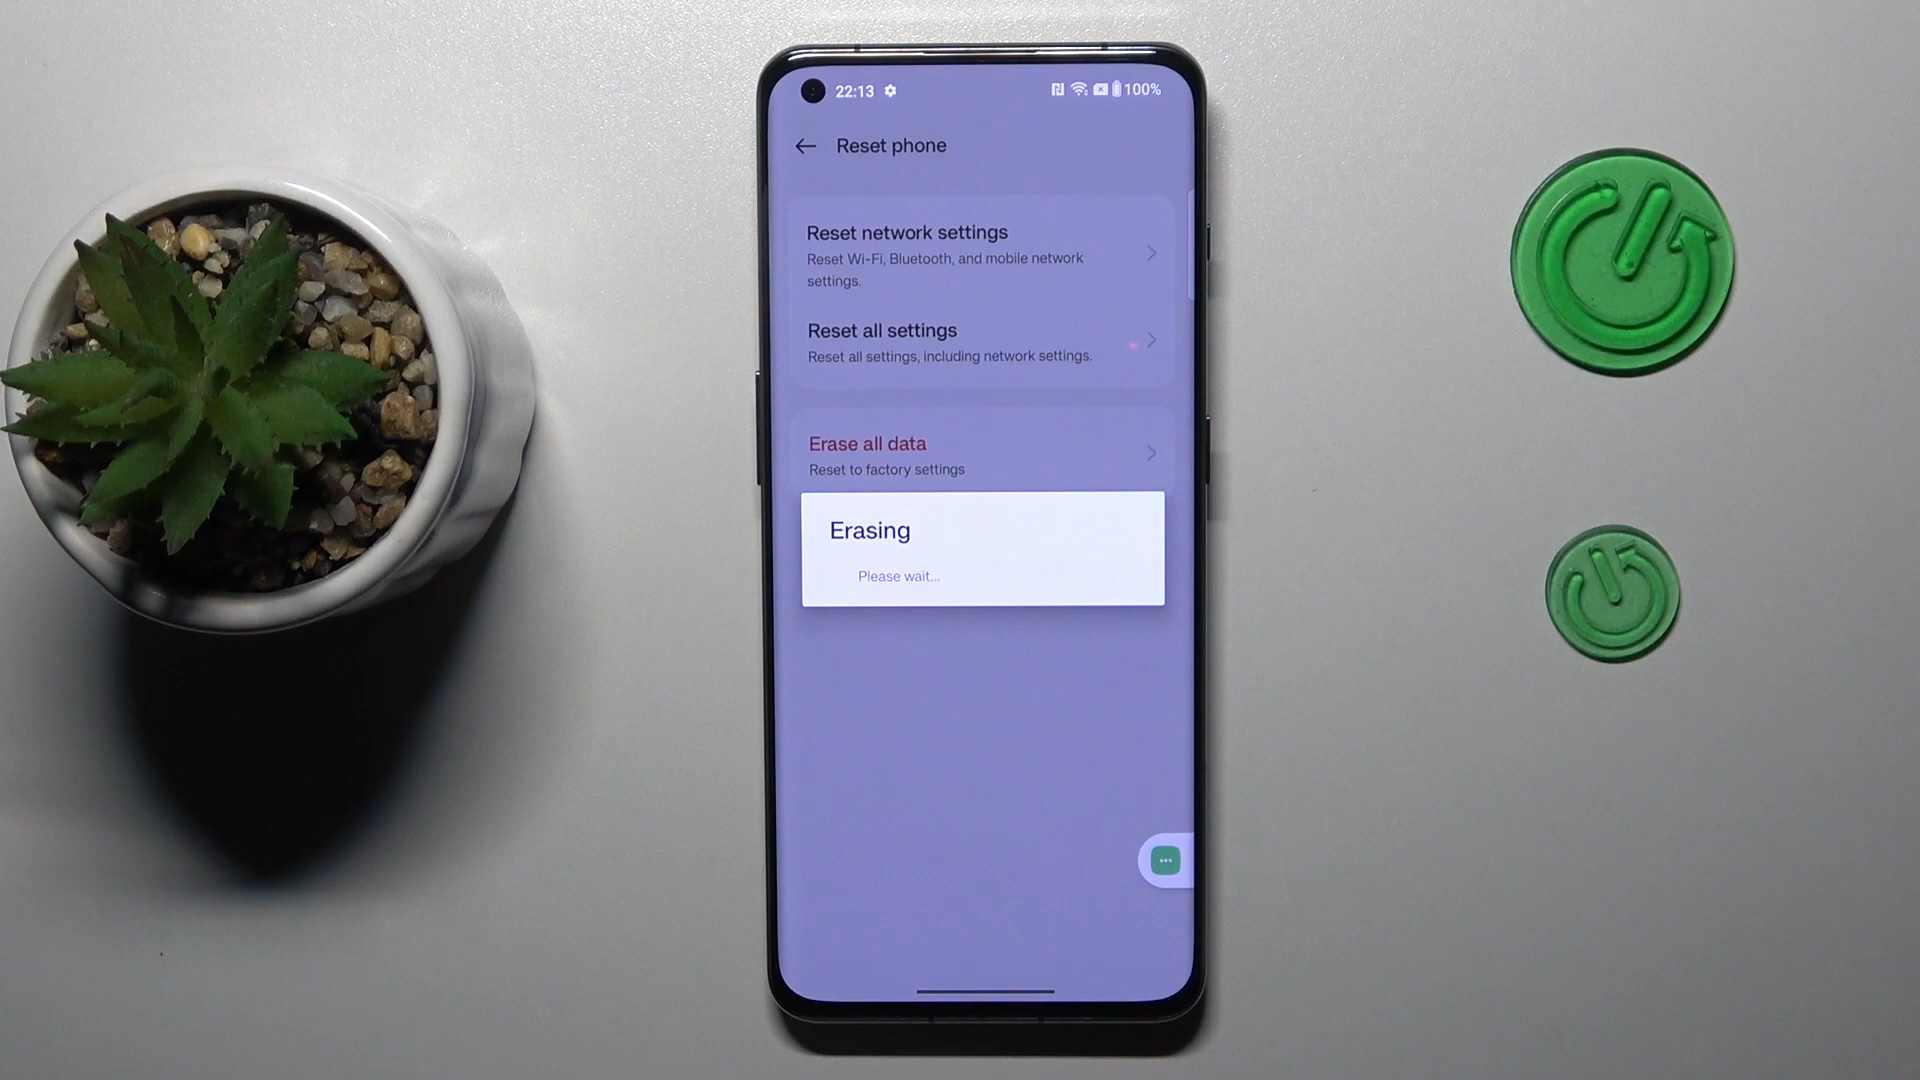 22:13
100%
Reset phone
Reset network settings
Reset Wi-Fi, Bluetooth, and mobile network
settings.
Reset all settings
Reset all settings, including network settings.
Erase all data
Reset to factory settings
Erasing
Please wait...